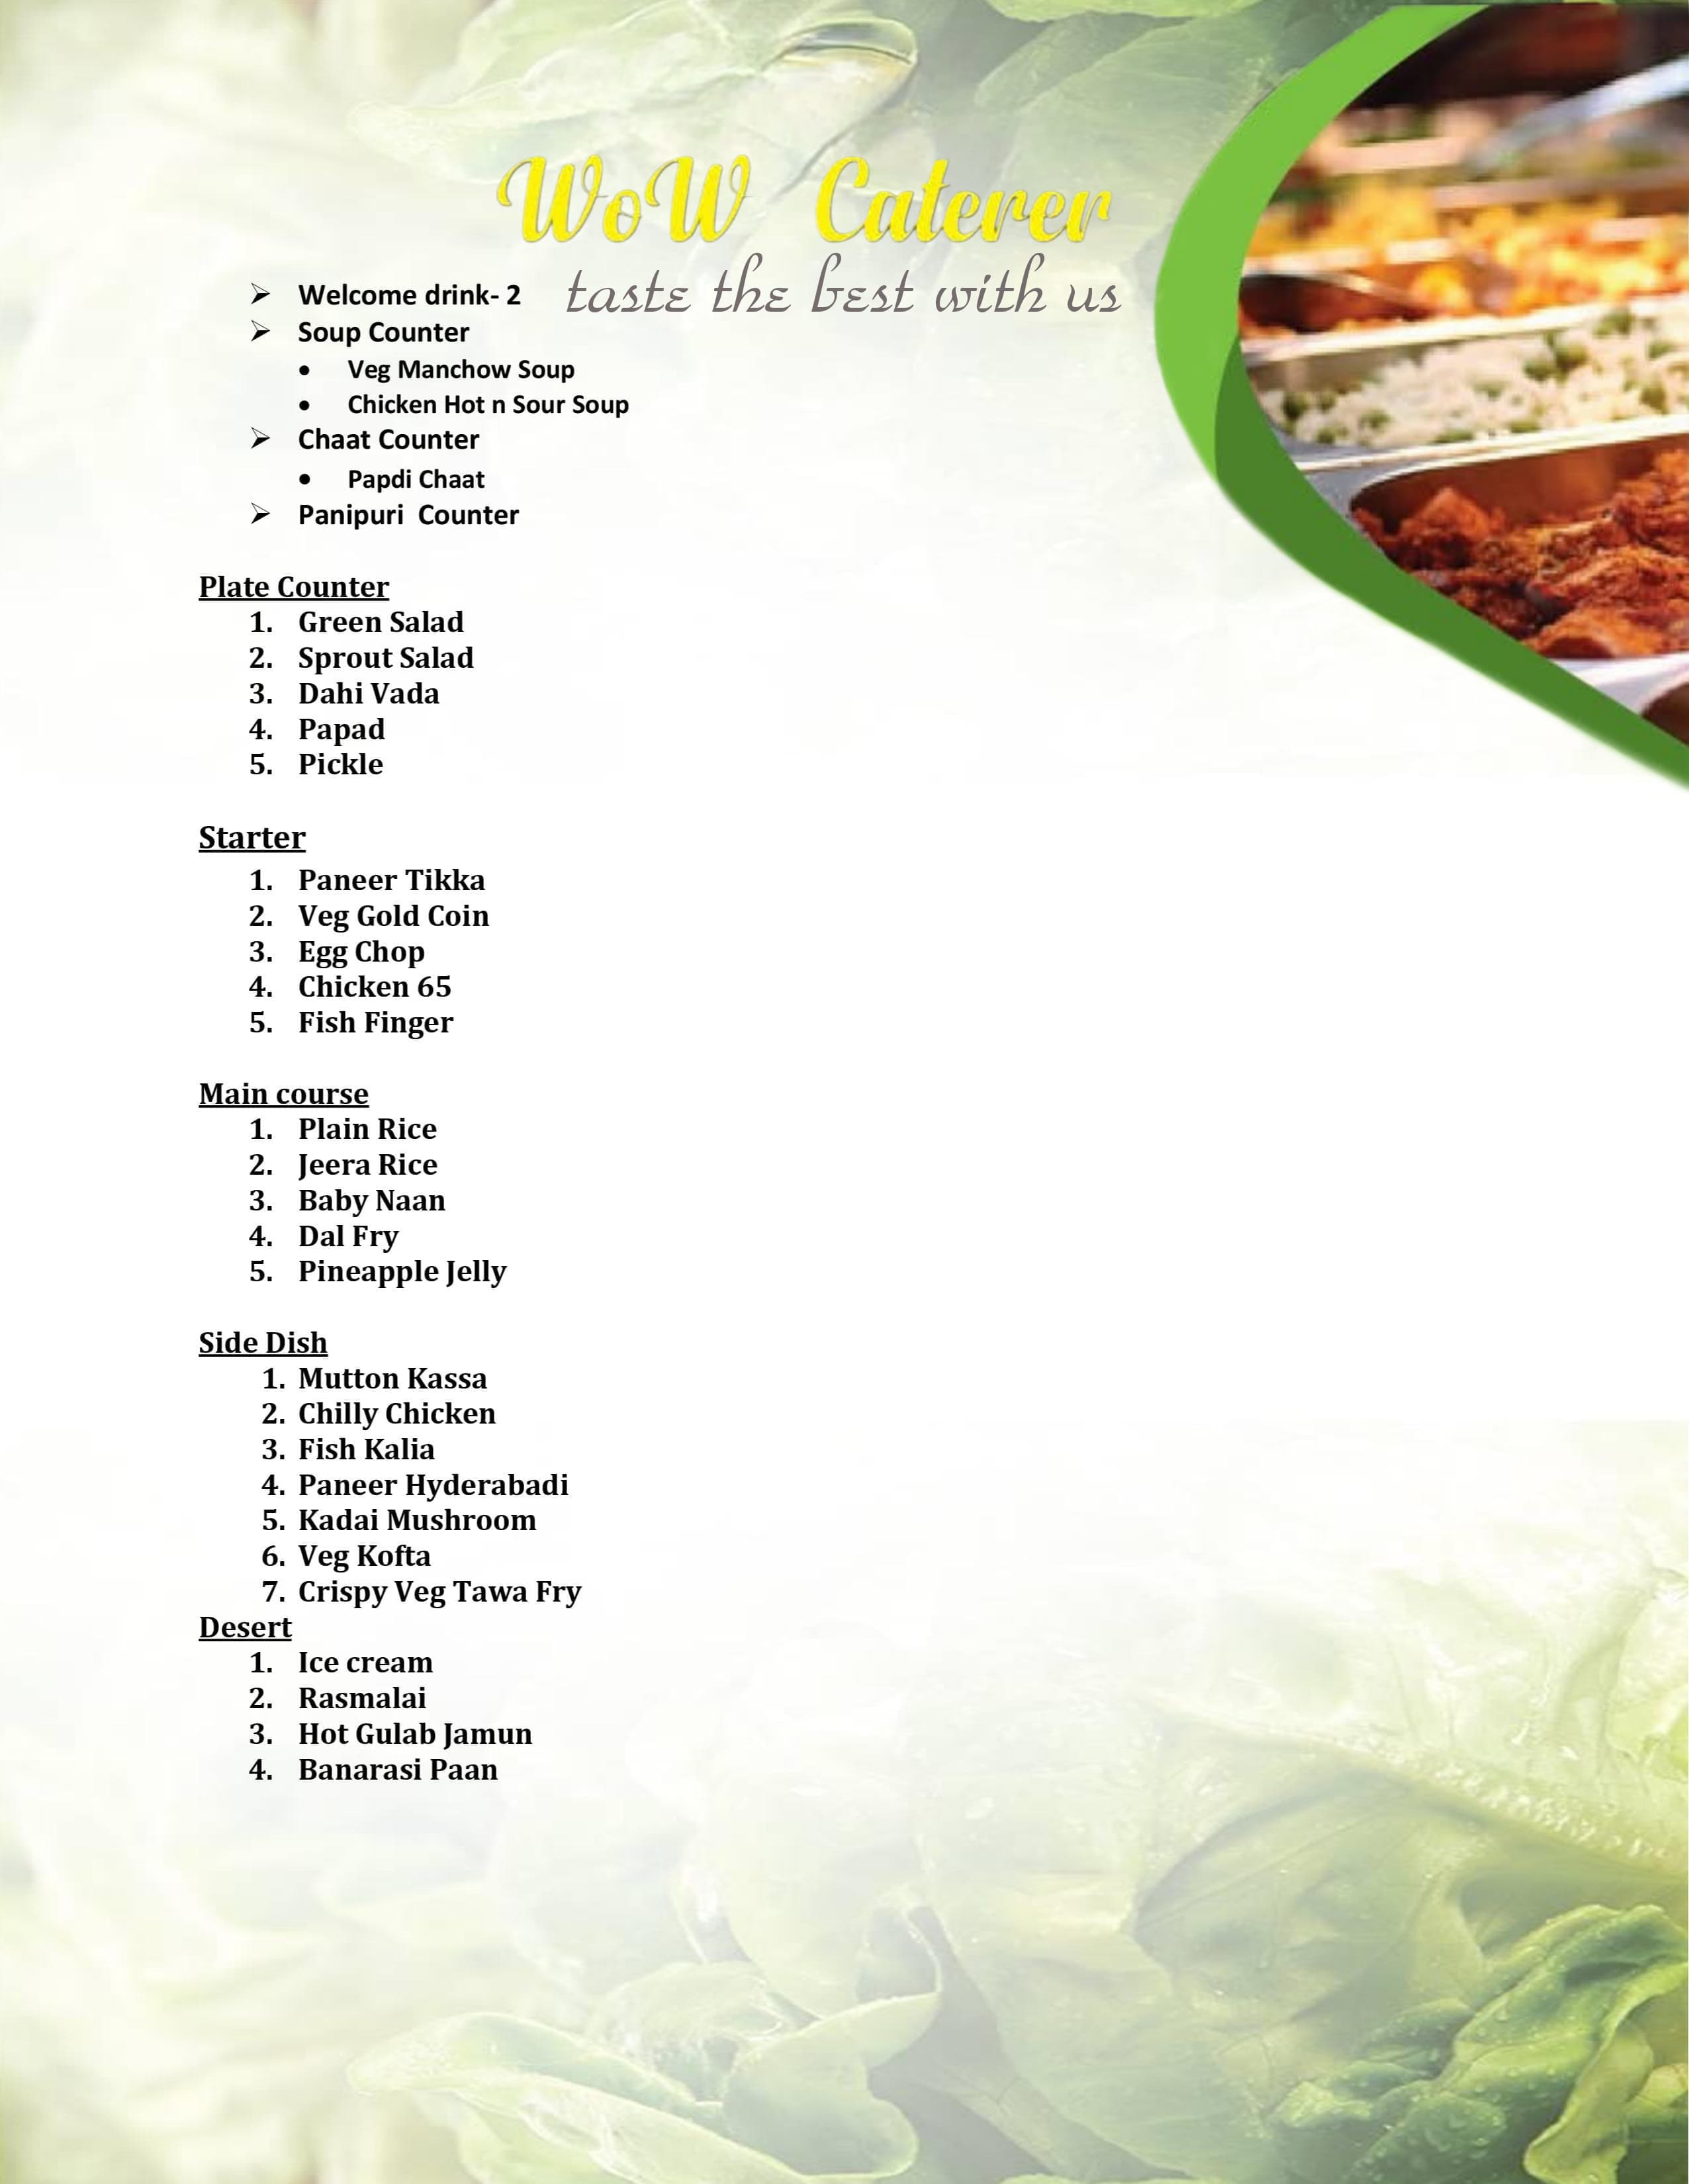 WoW Caterer
taste the best with us
➢ Welcome drink- 2
➢ Soup Counter
• Veg Manchow Soup
• Chicken Hot n Sour Soup
➢ Chaat Counter
• Papdi Chaat
➢ Panipuri Counter
Plate Counter
1. Green Salad
2. Sprout Salad
3. Dahi Vada
4. Papad
5. Pickle
Starter
1. Paneer Tikka
2. Veg Gold Coin
3. Egg Chop
4. Chicken 65
5. Fish Finger
Main course
1. Plain Rice
2. Jeera Rice
3. Baby Naan
4. Dal Fry
5. Pineapple Jelly
Side Dish
1. Mutton Kassa
2. Chilly Chicken
3. Fish Kalia
4. Paneer Hyderabadi
5. Kadai Mushroom
6. Veg Kofta
7. Crispy Veg Tawa Fry
Desert
1. Ice cream
2. Rasmalai
3. Hot Gulab Jamun
4. Banarasi Paan